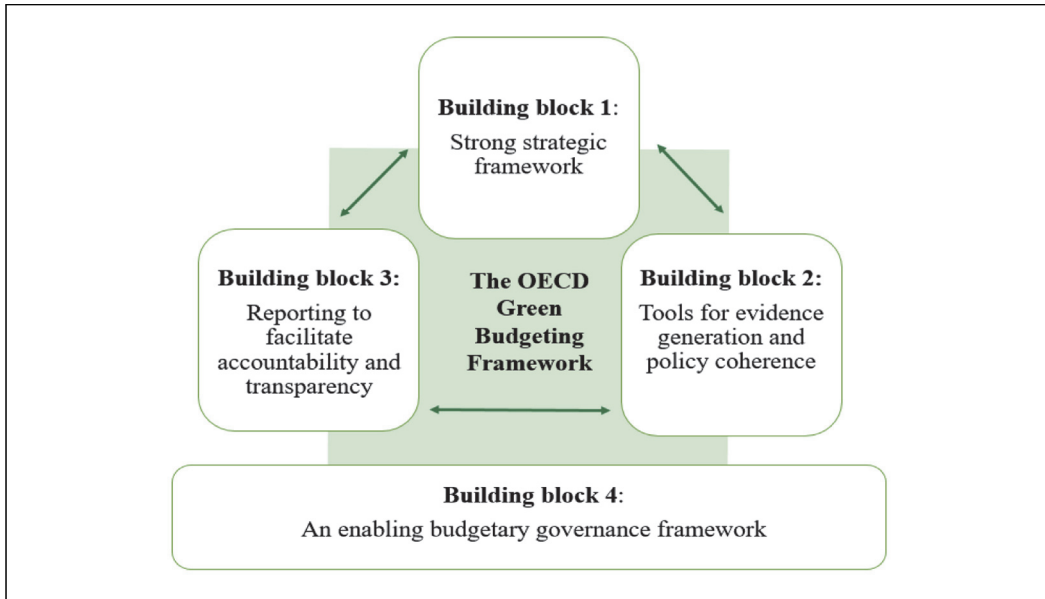 Building block 1:
Strong strategic
framework
Building block 3:
Reporting to
facilitate
accountability and
transparency
The OECD
Green
Budgeting
Framework
Building block 2:
Tools for evidence
generation and
policy coherence
Building block 4:
An enabling budgetary governance framework